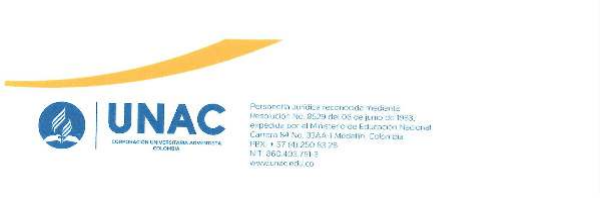 UNAC
CORPORACIÓN UNIVERSITARIA ADVENTISTA
COLOMBIA
Personería Jurídica reconocida mediante
Resolución No. 8529 del 06 de junio de 1983,
expedida por el Ministerio de Educación Nacional
Carrera 84 No. 33AA-1 Medellín, Colombia
PBX. + 57 (4) 250 83 28
NIT. 860.403.751-3
www.unac.edu.co